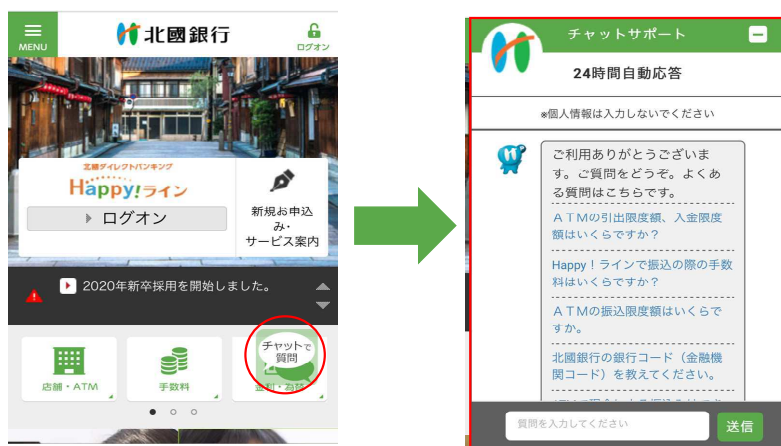 MENU
北國銀行
ログオン
北國ダイレクトバンキング
Happy!ライン
ログオン
新規お申込
み・
サービス案内
2020年新卒採用を開始しました。
店舗・ATM
手数料
チャットで
質問
金利・為替
チャットサポート
24時間自動応答
※個人情報は入力しないでください
ご利用ありがとうございま
す。ご質問をどうぞ。よくあ
る質問はこちらです。
ＡＴＭの引出限度額、入金限度
額はいくらですか？
Happy！ラインで振込の際の手数
料はいくらですか？
ＡＴＭの振込限度額はいくらで
すか。
北國銀行の銀行コード（金融機
関コード）を教えてください。
質問を入力してください
送信